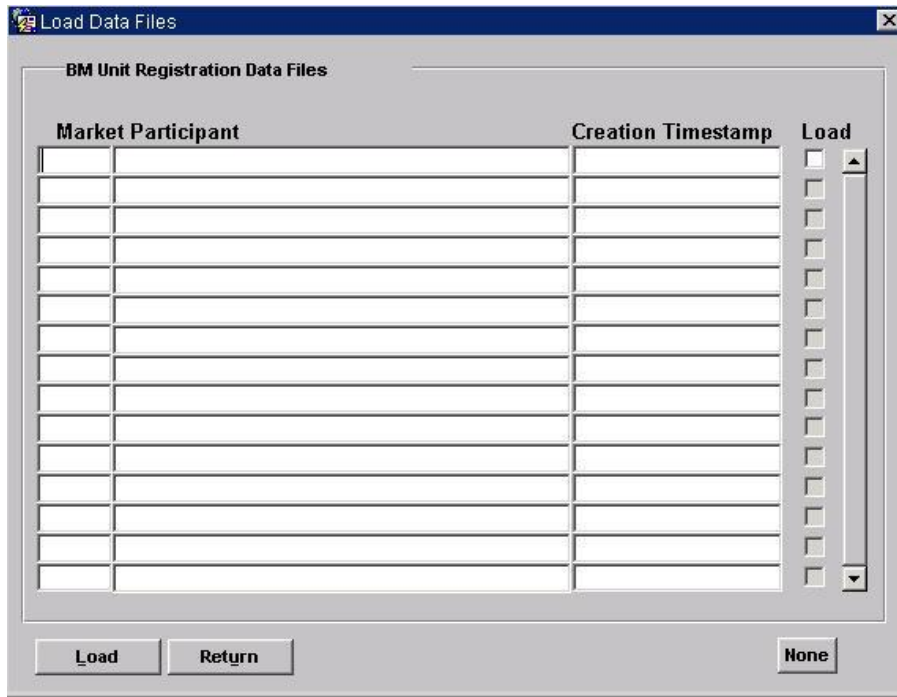 Load Data Files
BM Unit Registration Data Files
Market Participant Creation Timestamp Load
Load Return None